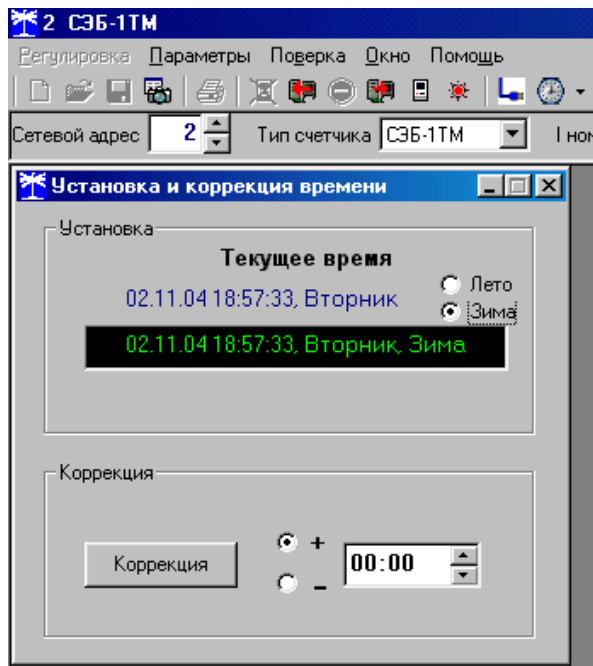 2 СЭБ-1ТМ
Регулировка Параметры Поверка Окно Помощь
Сетевой адрес 2 Тип счетчика СЭБ-1ТМ I ном
Установка и коррекция времени
Установка
Текущее время
Лето
02.11.04 18:57:33, Вторник
Зима
02.11.04 18:57:33, Вторник, Зима
Коррекция
+
Коррекция 00:00
–